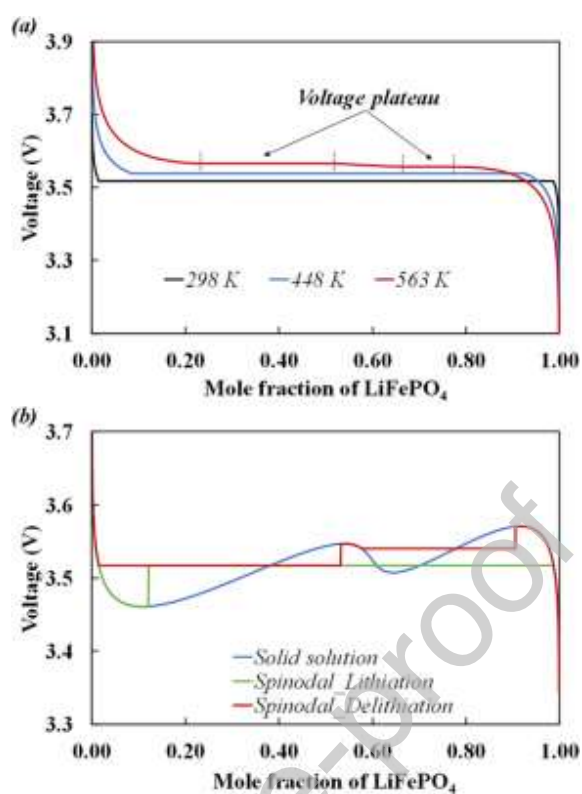 (a)
3.9
3.7
3.5
3.3
3.1
Voltage (V)
Voltage plateau
298 K 448 K 563 K
0.00 0.20 0.40 0.60 0.80 1.00
Mole fraction of LiFePO₄
(b)
3.7
3.6
3.5
3.4
3.3
Voltage (V)
Solid solution
Spinodal_Lithiation
Spinodal_Delithiation
0.00 0.20 0.40 0.60 0.80 1.00
Mole fraction of LiFePO₄
e-proof